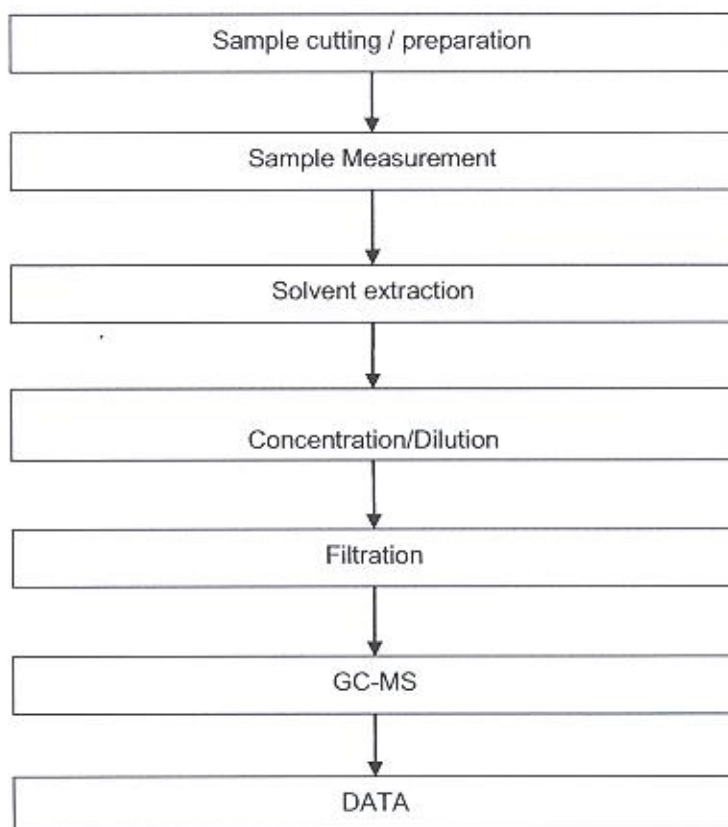 Sample cutting / preparation
Sample Measurement
Solvent extraction
Concentration/Dilution
Filtration
GC-MS
DATA